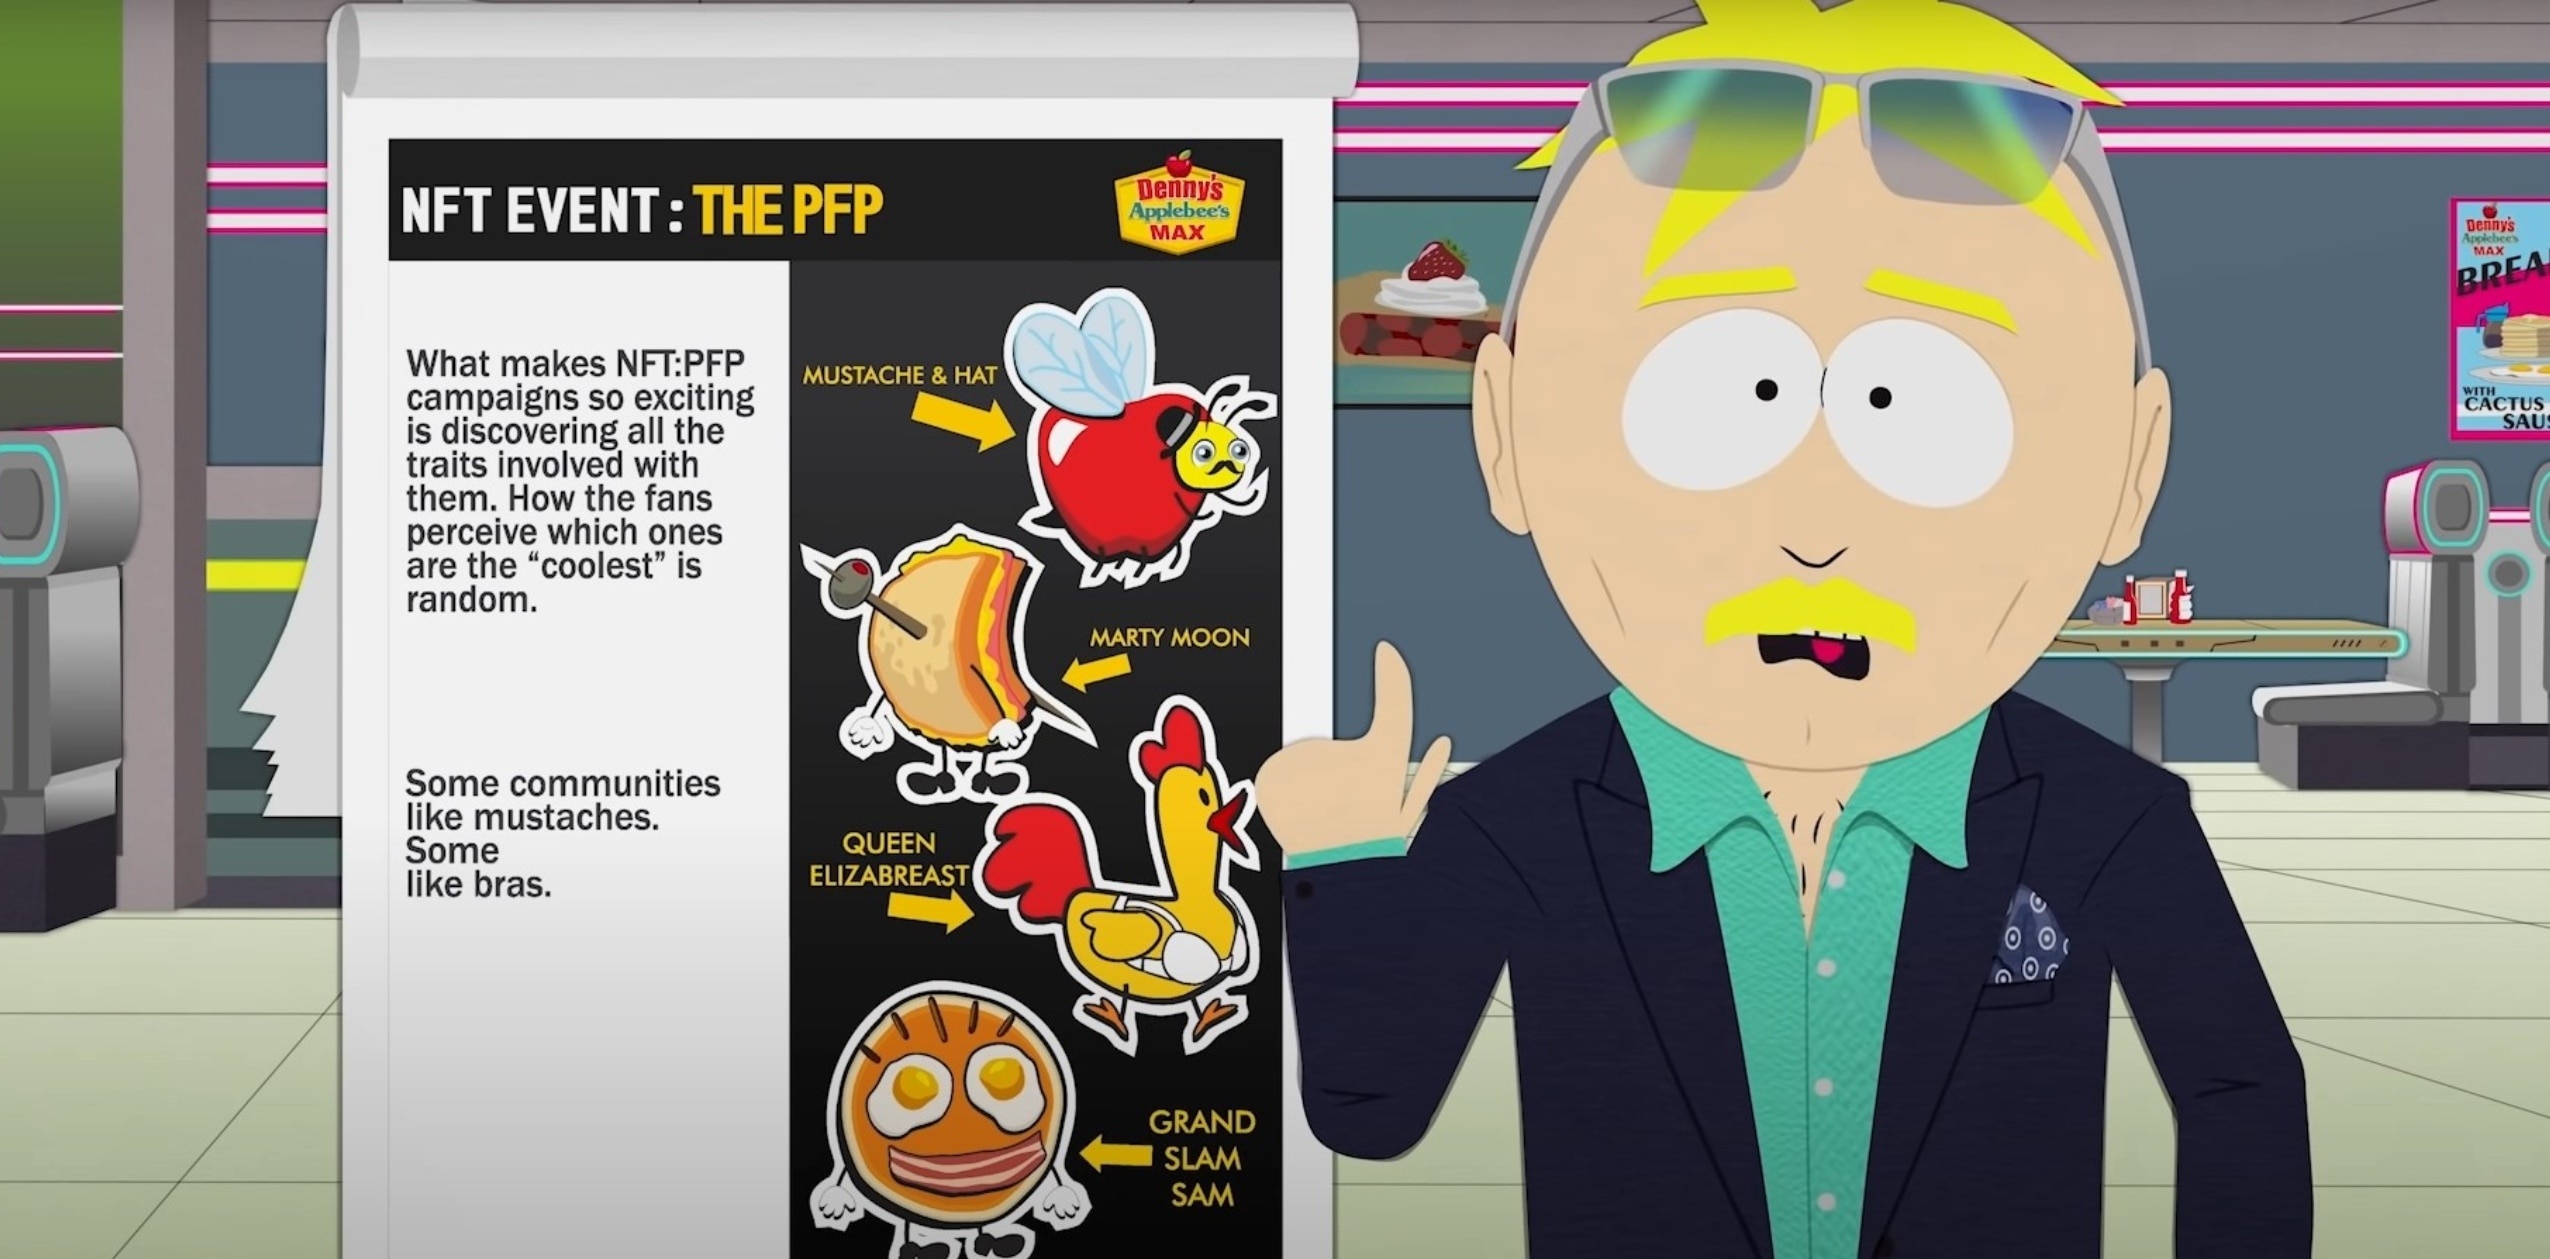 NFT EVENT : THE PFP
Denny's
Applebee's
MAX
What makes NFT:PFP
campaigns so exciting
is discovering all the
traits involved with
them. How the fans
perceive which ones
are the “coolest” is
random.
Some communities
like mustaches.
Some
like bras.
MUSTACHE & HAT
MARTY MOON
QUEEN
ELIZABREAST
GRAND
SLAM
SAM
Denny's
Applebee's
MAX
WITH
CACTUS